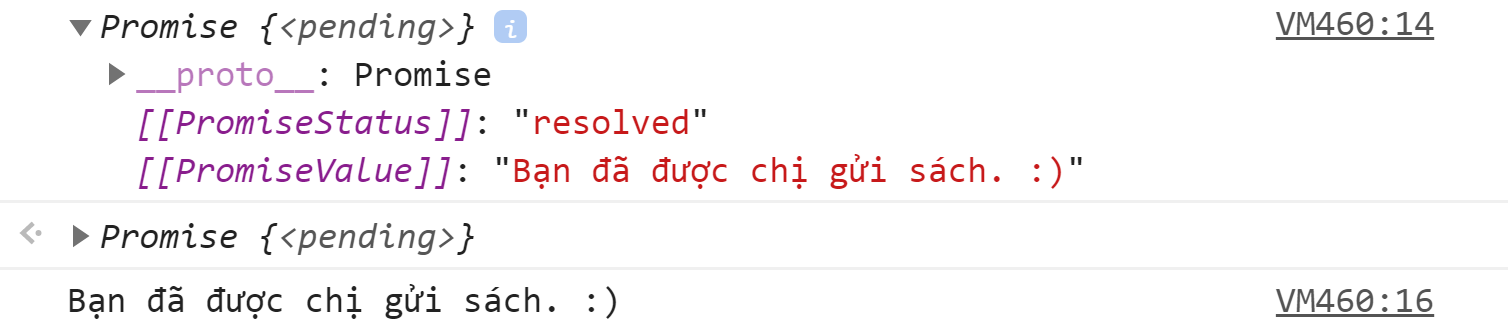 Promise {<pending>} i VM460:14
__proto__: Promise
[[PromiseStatus]]: "resolved"
[[PromiseValue]]: "Bạn đã được chị gửi sách. :)"
Promise {<pending>}
Bạn đã được chị gửi sách. :) VM460:16